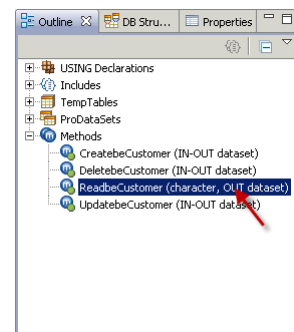 Outline DB Stru... Properties
USING Declarations
Includes
TempTables
ProDataSets
Methods
CreatebeCustomer (IN-OUT dataset)
DeletebeCustomer (IN-OUT dataset)
ReadbeCustomer (character, OUT dataset)
UpdatebeCustomer (IN-OUT dataset)